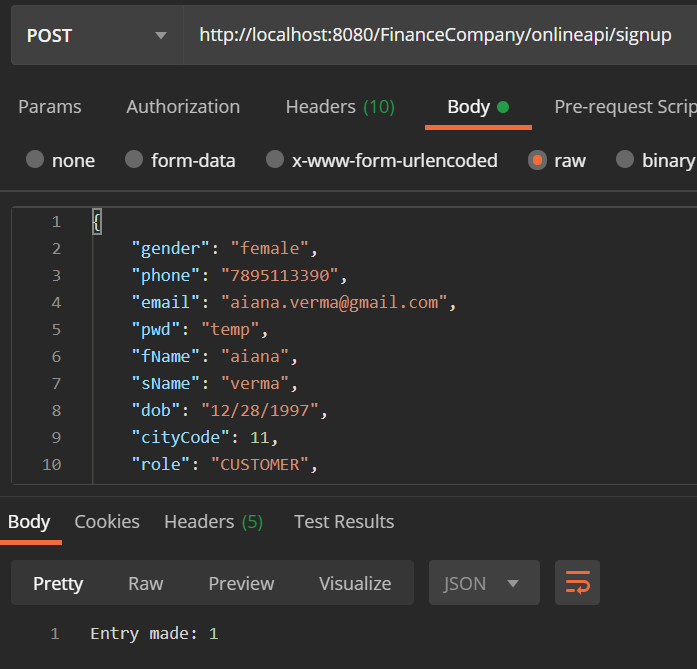 POST http://localhost:8080/FinanceCompany/onlineapi/signup
Params Authorization Headers (10) Body Pre-request Scrip
none form-data x-www-form-urlencoded raw binary
1 {
2 "gender": "female",
3 "phone": "7895113390",
4 "email": "aiana.verma@gmail.com",
5 "pwd": "temp",
6 "fName": "aiana",
7 "sName": "verma",
8 "dob": "12/28/1997",
9 "cityCode": 11,
10 "role": "CUSTOMER",
Body Cookies Headers (5) Test Results
Pretty Raw Preview Visualize JSON
1 Entry made: 1